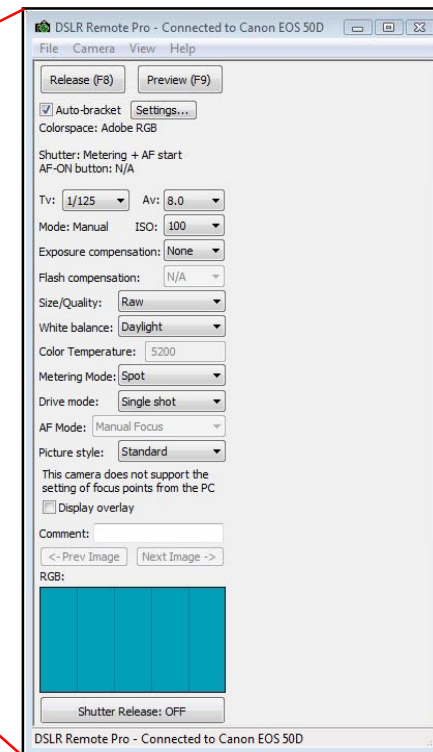 DSLR Remote Pro - Connected to Canon EOS 50D
File Camera View Help
Release (F8) Preview (F9)
Auto-bracket Settings...
Colorspace: Adobe RGB
Shutter: Metering + AF start
AF-ON button: N/A
Tv: 1/125 Av: 8.0
Mode: Manual ISO: 100
Exposure compensation: None
Flash compensation: N/A
Size/Quality: Raw
White balance: Daylight
Color Temperature: 5200
Metering Mode: Spot
Drive mode: Single shot
AF Mode: Manual Focus
Picture style: Standard
This camera does not support the
setting of focus points from the PC
Display overlay
Comment:
<- Prev Image Next Image ->
RGB:
Shutter Release: OFF
DSLR Remote Pro - Connected to Canon EOS 50D